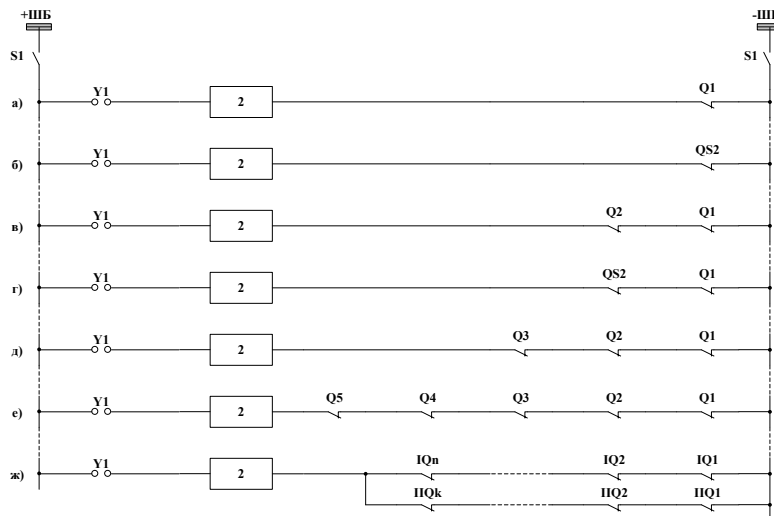 +ШБ -ШБ
S1 S1
а) Y1 2 Q1
б) Y1 2 QS2
в) Y1 2 Q2 Q1
г) Y1 2 QS2 Q1
д) Y1 2 Q3 Q2 Q1
е) Y1 2 Q5 Q4 Q3 Q2 Q1
ж) Y1 2 IQn IQ2 IQ1
IIQk IIQ2 IIQ1